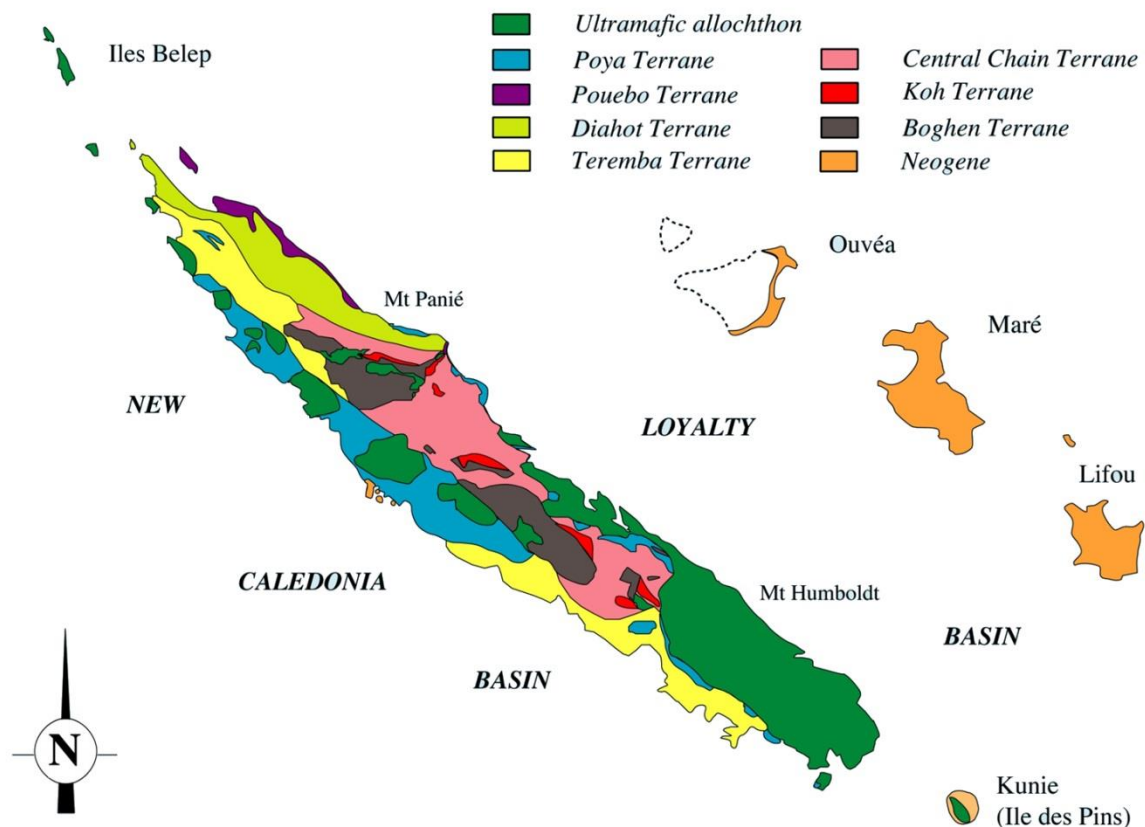 Iles Belep
Ultramafic allochthon
Poya Terrane
Pouebo Terrane
Diahot Terrane
Teremba Terrane
Central Chain Terrane
Koh Terrane
Boghen Terrane
Neogene
Ouvéa
Mt Panié
Maré
NEW
LOYALTY
Lifou
CALEDONIA
Mt Humboldt
BASIN
BASIN
N
Kunie
(Ile des Pins)